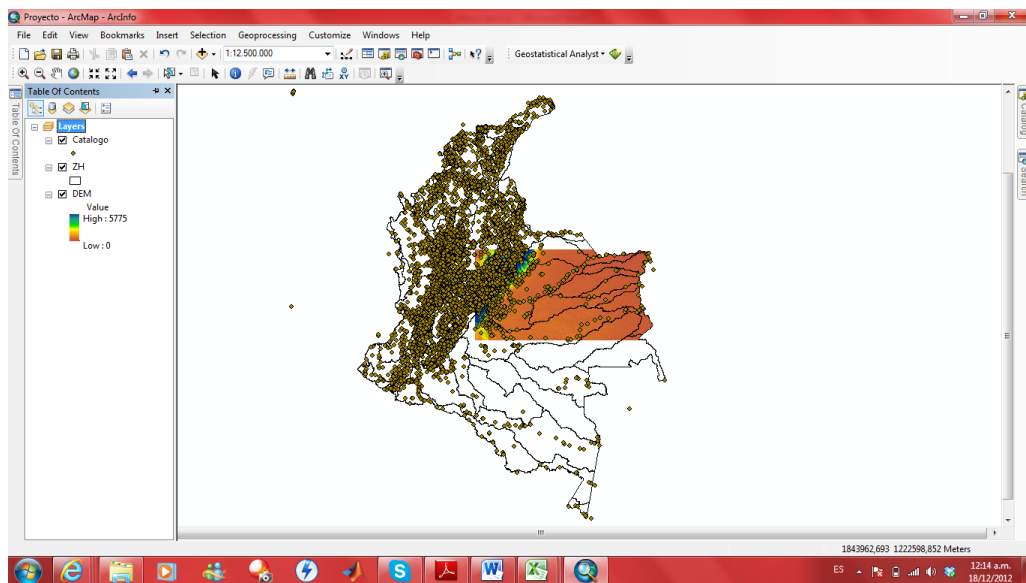 Proyecto - ArcMap - ArcInfo
File Edit View Bookmarks Insert Selection Geoprocessing Customize Windows Help
1:12.500.000
Geostatistical Analyst
Table Of Contents
Table Of Contents
Layers
Catalogo
ZH
DEM
Value
High : 5775
Low : 0
Catalog
Search
1843962,693 1222598,852 Meters
ES
12:14 a.m.
18/12/2012